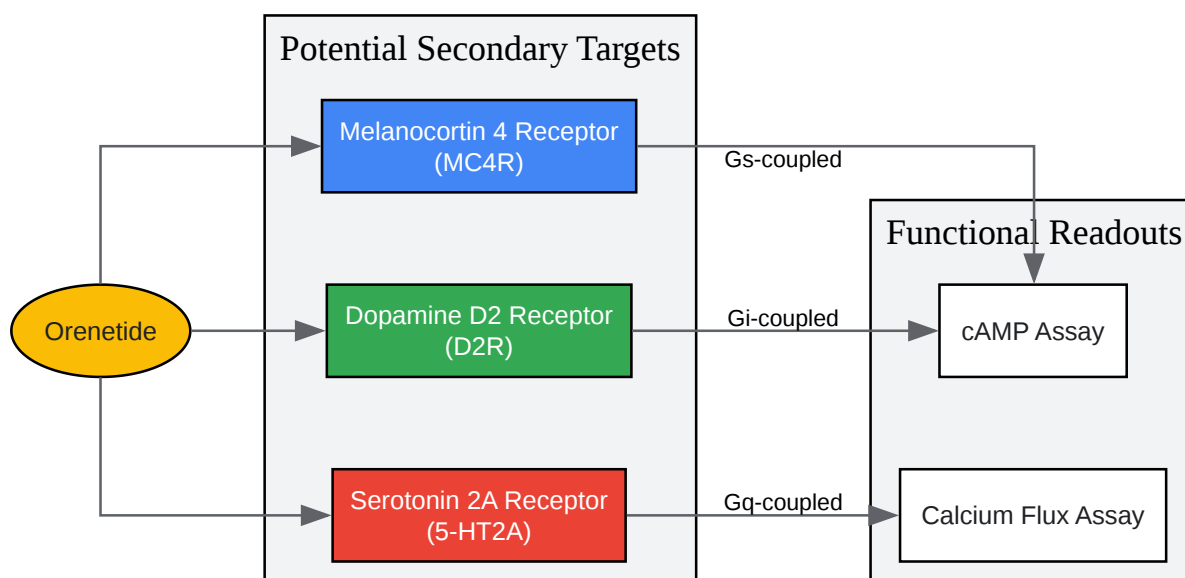 Potential Secondary Targets
Melanocortin 4 Receptor
(MC4R)
Gs-coupled
Functional Readouts
Orenetide
Dopamine D2 Receptor
(D2R)
Gi-coupled
cAMP Assay
Serotonin 2A Receptor
(5-HT2A)
Gq-coupled
Calcium Flux Assay